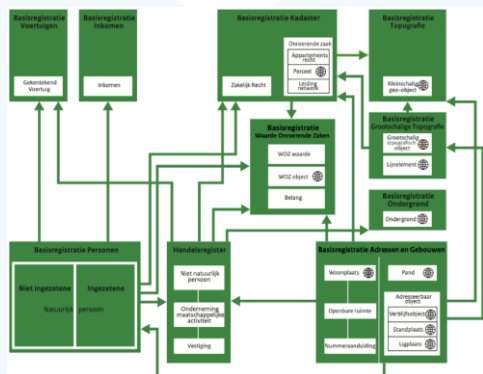 Basisregistratie
Voertuigen
Gekentekend
Voertuig
Basisregistratie
Inkomen
Inkomen
Basisregistratie Kadaster
Zakelijk Recht
Onroerende zaak
Appartements
recht
Perceel
Leiding
netwerk
Basisregistratie
Topografie
Kleinschalig
geo-object
Basisregistratie
Grootschalige Topografie
Grootschalig
topografisch
object
Lijnelement
Basisregistratie
Waarde Onroerende Zaken
WOZ waarde
WOZ object
Belang
Basisregistratie
Ondergrond
Ondergrond
Basisregistratie Personen
Niet ingezetene
Ingezetene
Natuurlijk persoon
Handelsregister
Niet natuurlijk
persoon
Onderneming
maatschappelijke
activiteit
Vestiging
Basisregistratie Adressen en Gebouwen
Woonplaats
Openbare ruimte
Nummeraanduiding
Pand
Adresseerbaar
object
Verblijfsobject
Standplaats
Ligplaats